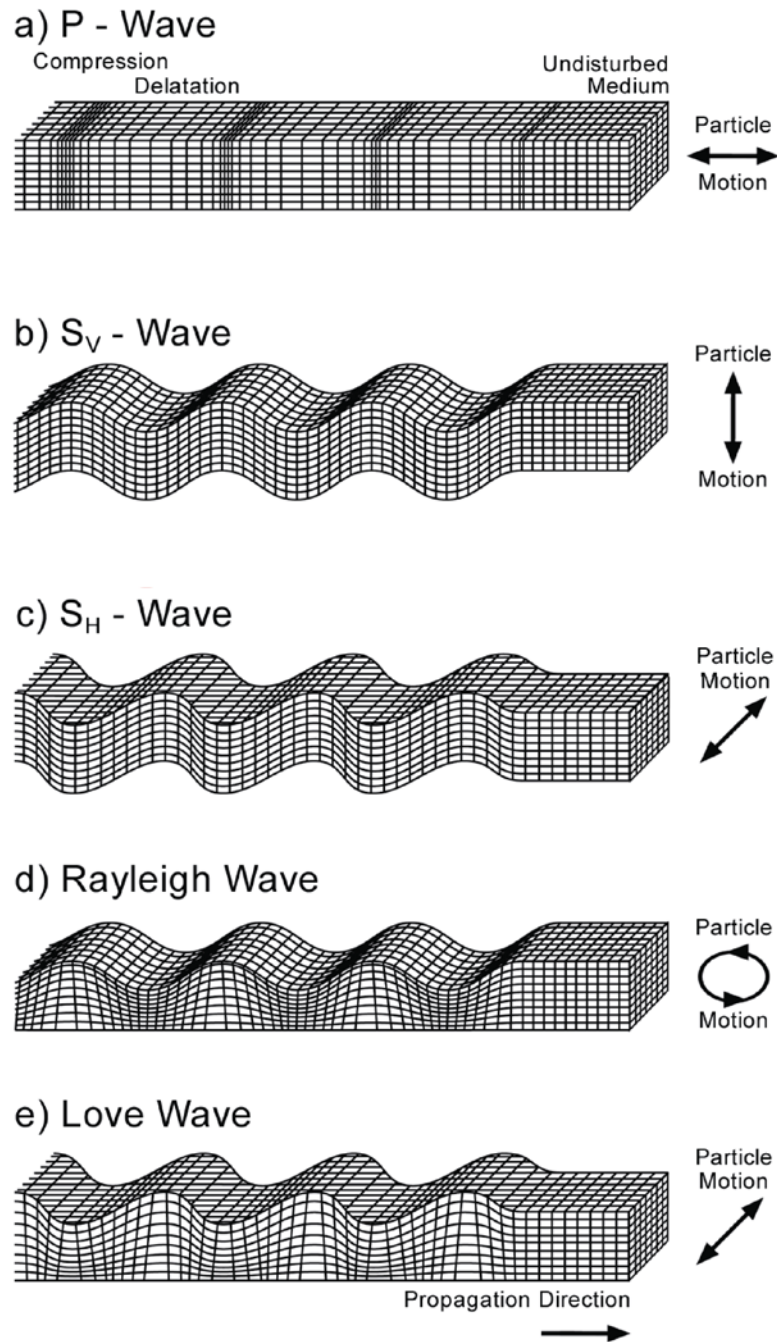 a) P - Wave
Compression
Delatation
Undisturbed
Medium
Particle
Motion
b) SV - Wave
Particle
Motion
c) SH - Wave
Particle
Motion
d) Rayleigh Wave
Particle
Motion
e) Love Wave
Particle
Motion
Propagation Direction